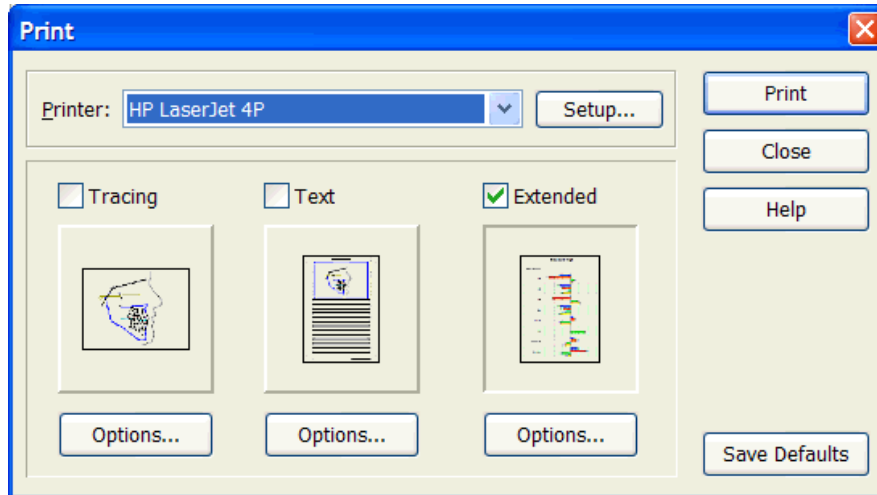 Print
Printer: HP LaserJet 4P Setup...
Print
Close
Help
Tracing Text Extended
Options... Options... Options...
Save Defaults